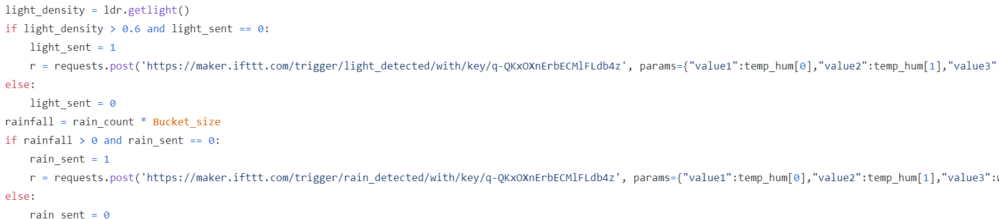 light_density = ldr.getlight()
if light_density > 0.6 and light_sent == 0:
    light_sent = 1
    r = requests.post('https://maker.ifttt.com/trigger/light_detected/with/key/q-QKxOXnErbECMlFLdb4z', params={"value1":temp_hum[0],"value2":temp_hum[1],"value3"
else:
    light_sent = 0
rainfall = rain_count * Bucket_size
if rainfall > 0 and rain_sent == 0:
    rain_sent = 1
    r = requests.post('https://maker.ifttt.com/trigger/rain_detected/with/key/q-QKxOXnErbECMlFLdb4z', params={"value1":temp_hum[0],"value2":temp_hum[1],"value3":
else:
    rain_sent = 0